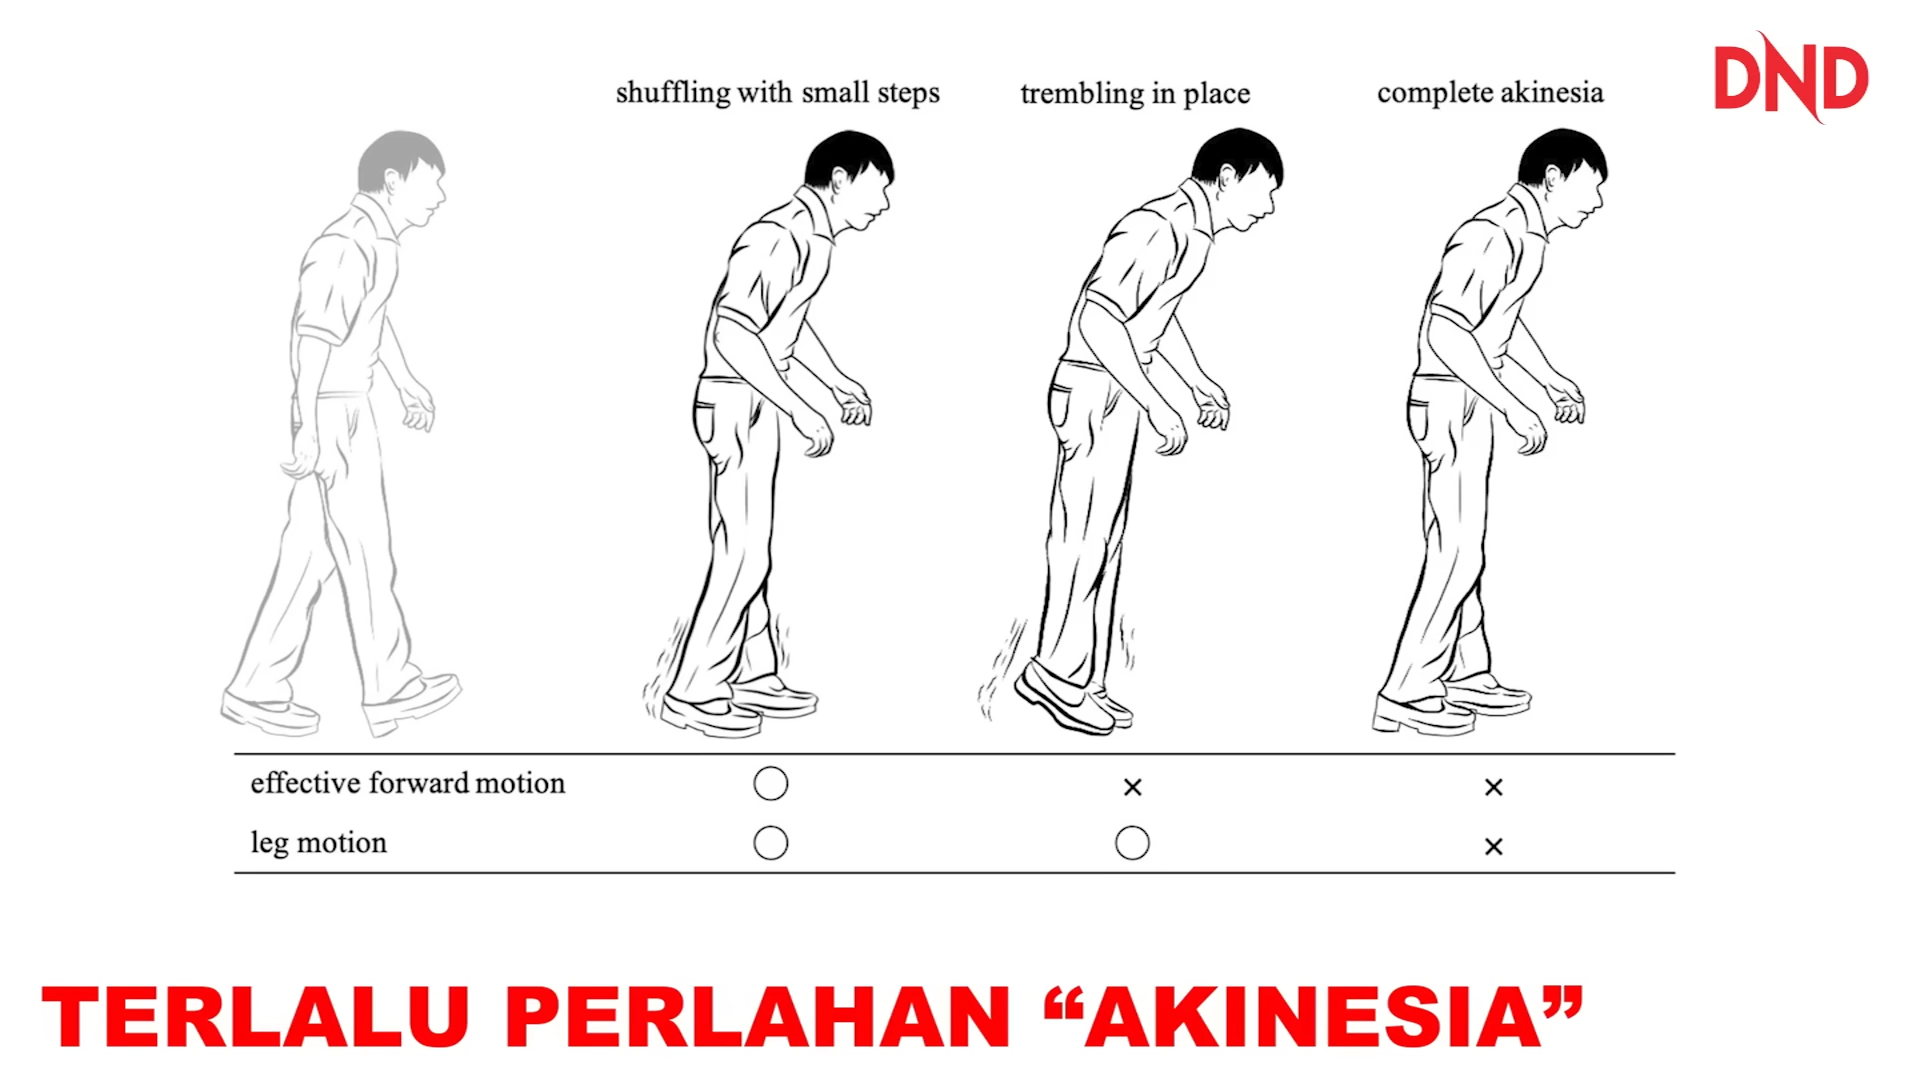 DND
shuffling with small steps
trembling in place
complete akinesia
effective forward motion ○ × ×
leg motion ○ ○ ×
TERLALU PERLAHAN “AKINESIA”